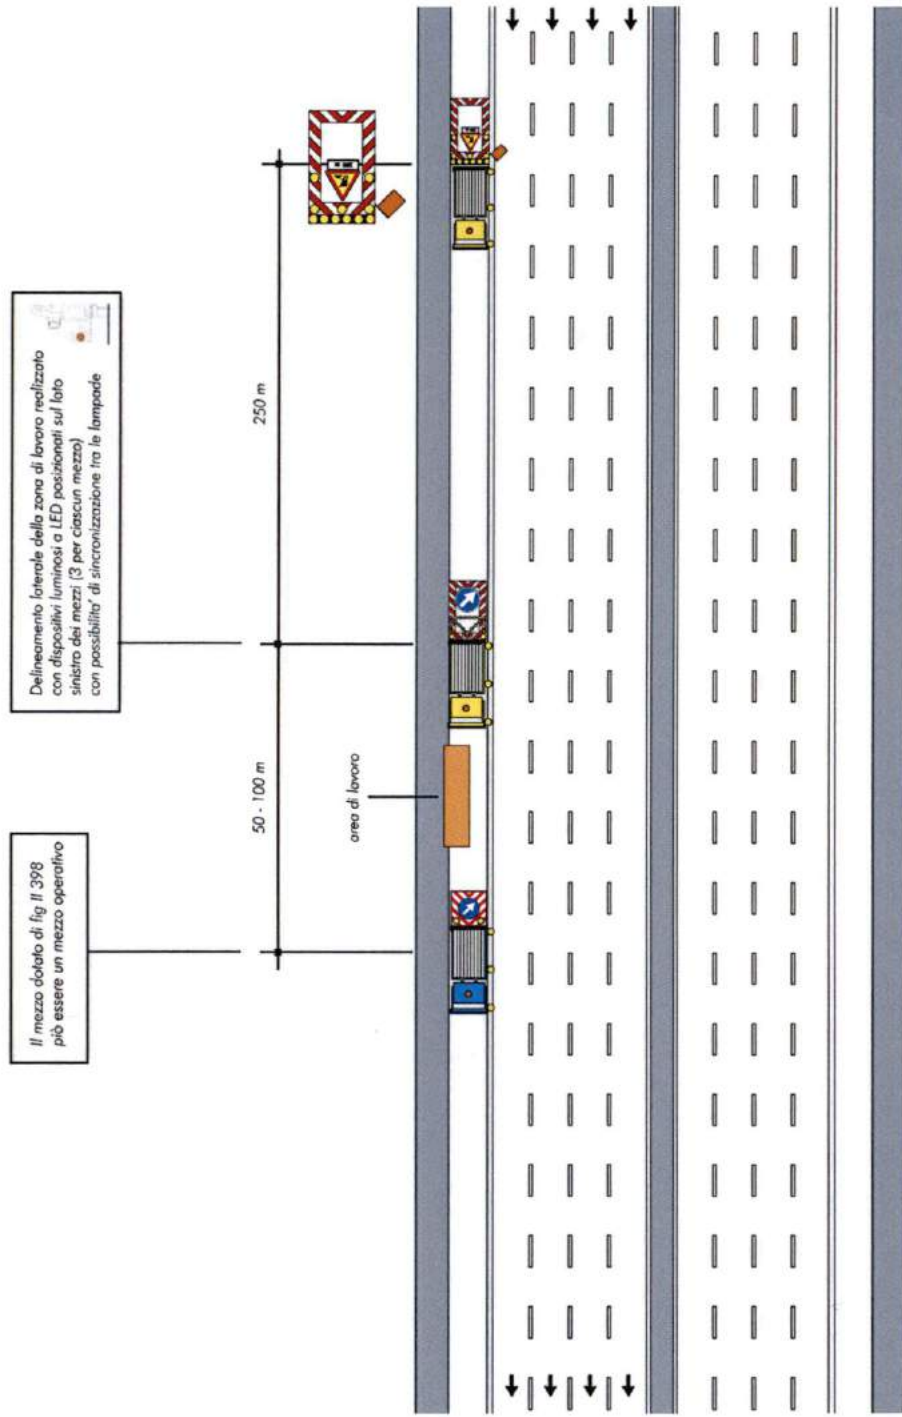 Il mezzo dotato di fig II 398
piò essere un mezzo operativo
Delineamento laterale della zona di lavoro realizzato
con dispositivi luminosi a LED posizionati sul lato
sinistro dei mezzi (3 per ciascun mezzo)
con possibilita' di sincronizzazione tra le lampade
50 - 100 m
250 m
area di lavoro